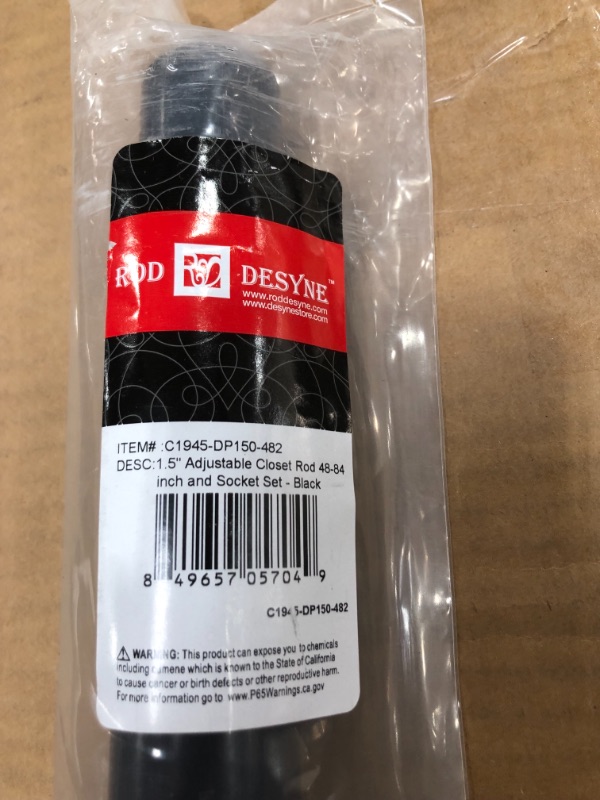 ROD DESYNE™
www.roddesyne.com
www.desynestore.com
ITEM# :C1945-DP150-482
DESC:1.5" Adjustable Closet Rod 48-84
inch and Socket Set - Black
8 49657 05704 9
C1945-DP150-482
⚠ WARNING: This product can expose you to chemicals
including cumene which is known to the State of California
to cause cancer or birth defects or other reproductive harm.
For more information go to www.P65Warnings.ca.gov